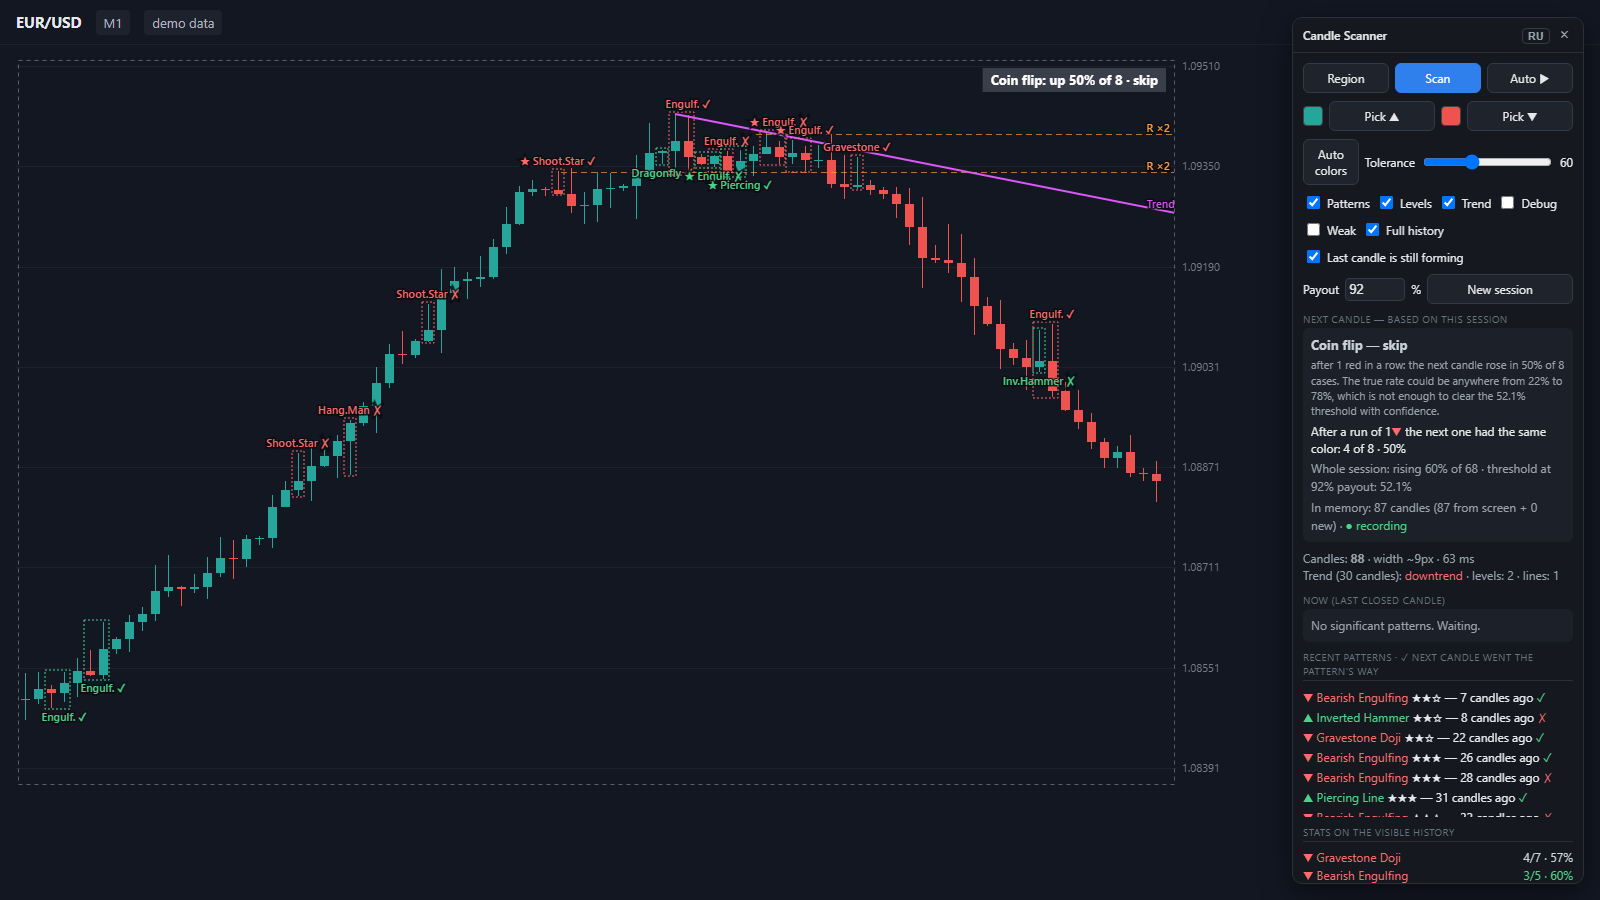 EUR/USD M1 demo data
Coin flip: up 50% of 8 · skip
1.09510
1.09350
1.09190
1.09031
1.08871
1.08711
1.08551
1.08391
Engulf. ✓
★ Engulf. ✗
★ Engulf. ✓
R ×2
Engulf. ✗
Gravestone ✓
★ Shoot.Star ✓
R ×2
Dragonfly
★ Engulf. ✗
★ Piercing ✓
Trend
Shoot.Star ✗
Engulf. ✓
Inv.Hammer ✗
Hang.Man ✗
Shoot.Star ✗
Engulf. ✓
Engulf. ✓
Candle Scanner RU ×
Region Scan Auto ▶
Pick ▲ Pick ▼
Auto colors Tolerance 60
Patterns Levels Trend Debug
Weak Full history
Last candle is still forming
Payout 92 % New session
NEXT CANDLE — BASED ON THIS SESSION
Coin flip — skip
after 1 red in a row: the next candle rose in 50% of 8
cases. The true rate could be anywhere from 22% to
78%, which is not enough to clear the 52.1%
threshold with confidence.
After a run of 1▼ the next one had the same
color: 4 of 8 · 50%
Whole session: rising 60% of 68 · threshold at
92% payout: 52.1%
In memory: 87 candles (87 from screen + 0
new) · ● recording
Candles: 88 · width ~9px · 63 ms
Trend (30 candles): downtrend · levels: 2 · lines: 1
NOW (LAST CLOSED CANDLE)
No significant patterns. Waiting.
RECENT PATTERNS · ✓ NEXT CANDLE WENT THE
PATTERN'S WAY
▼ Bearish Engulfing ★★☆ — 7 candles ago ✓
▲ Inverted Hammer ★★☆ — 8 candles ago ✗
▼ Gravestone Doji ★★☆ — 22 candles ago ✓
▼ Bearish Engulfing ★★★ — 26 candles ago ✓
▼ Bearish Engulfing ★★★ — 28 candles ago ✗
▲ Piercing Line ★★★ — 31 candles ago ✓
STATS ON THE VISIBLE HISTORY
▼ Gravestone Doji 4/7 · 57%
▼ Bearish Engulfing 3/5 · 60%